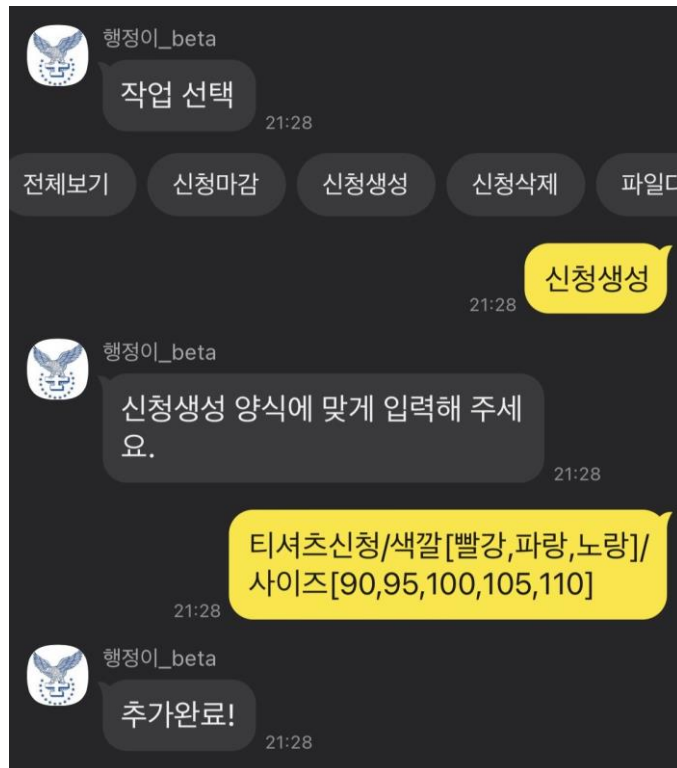 행정이_beta
작업 선택
21:28
전체보기
신청마감
신청생성
신청삭제
파일다
신청생성
21:28
행정이_beta
신청생성 양식에 맞게 입력해 주세
요.
21:28
티셔츠신청/색깔[빨강,파랑,노랑]/
사이즈[90,95,100,105,110]
21:28
행정이_beta
추가완료!
21:28